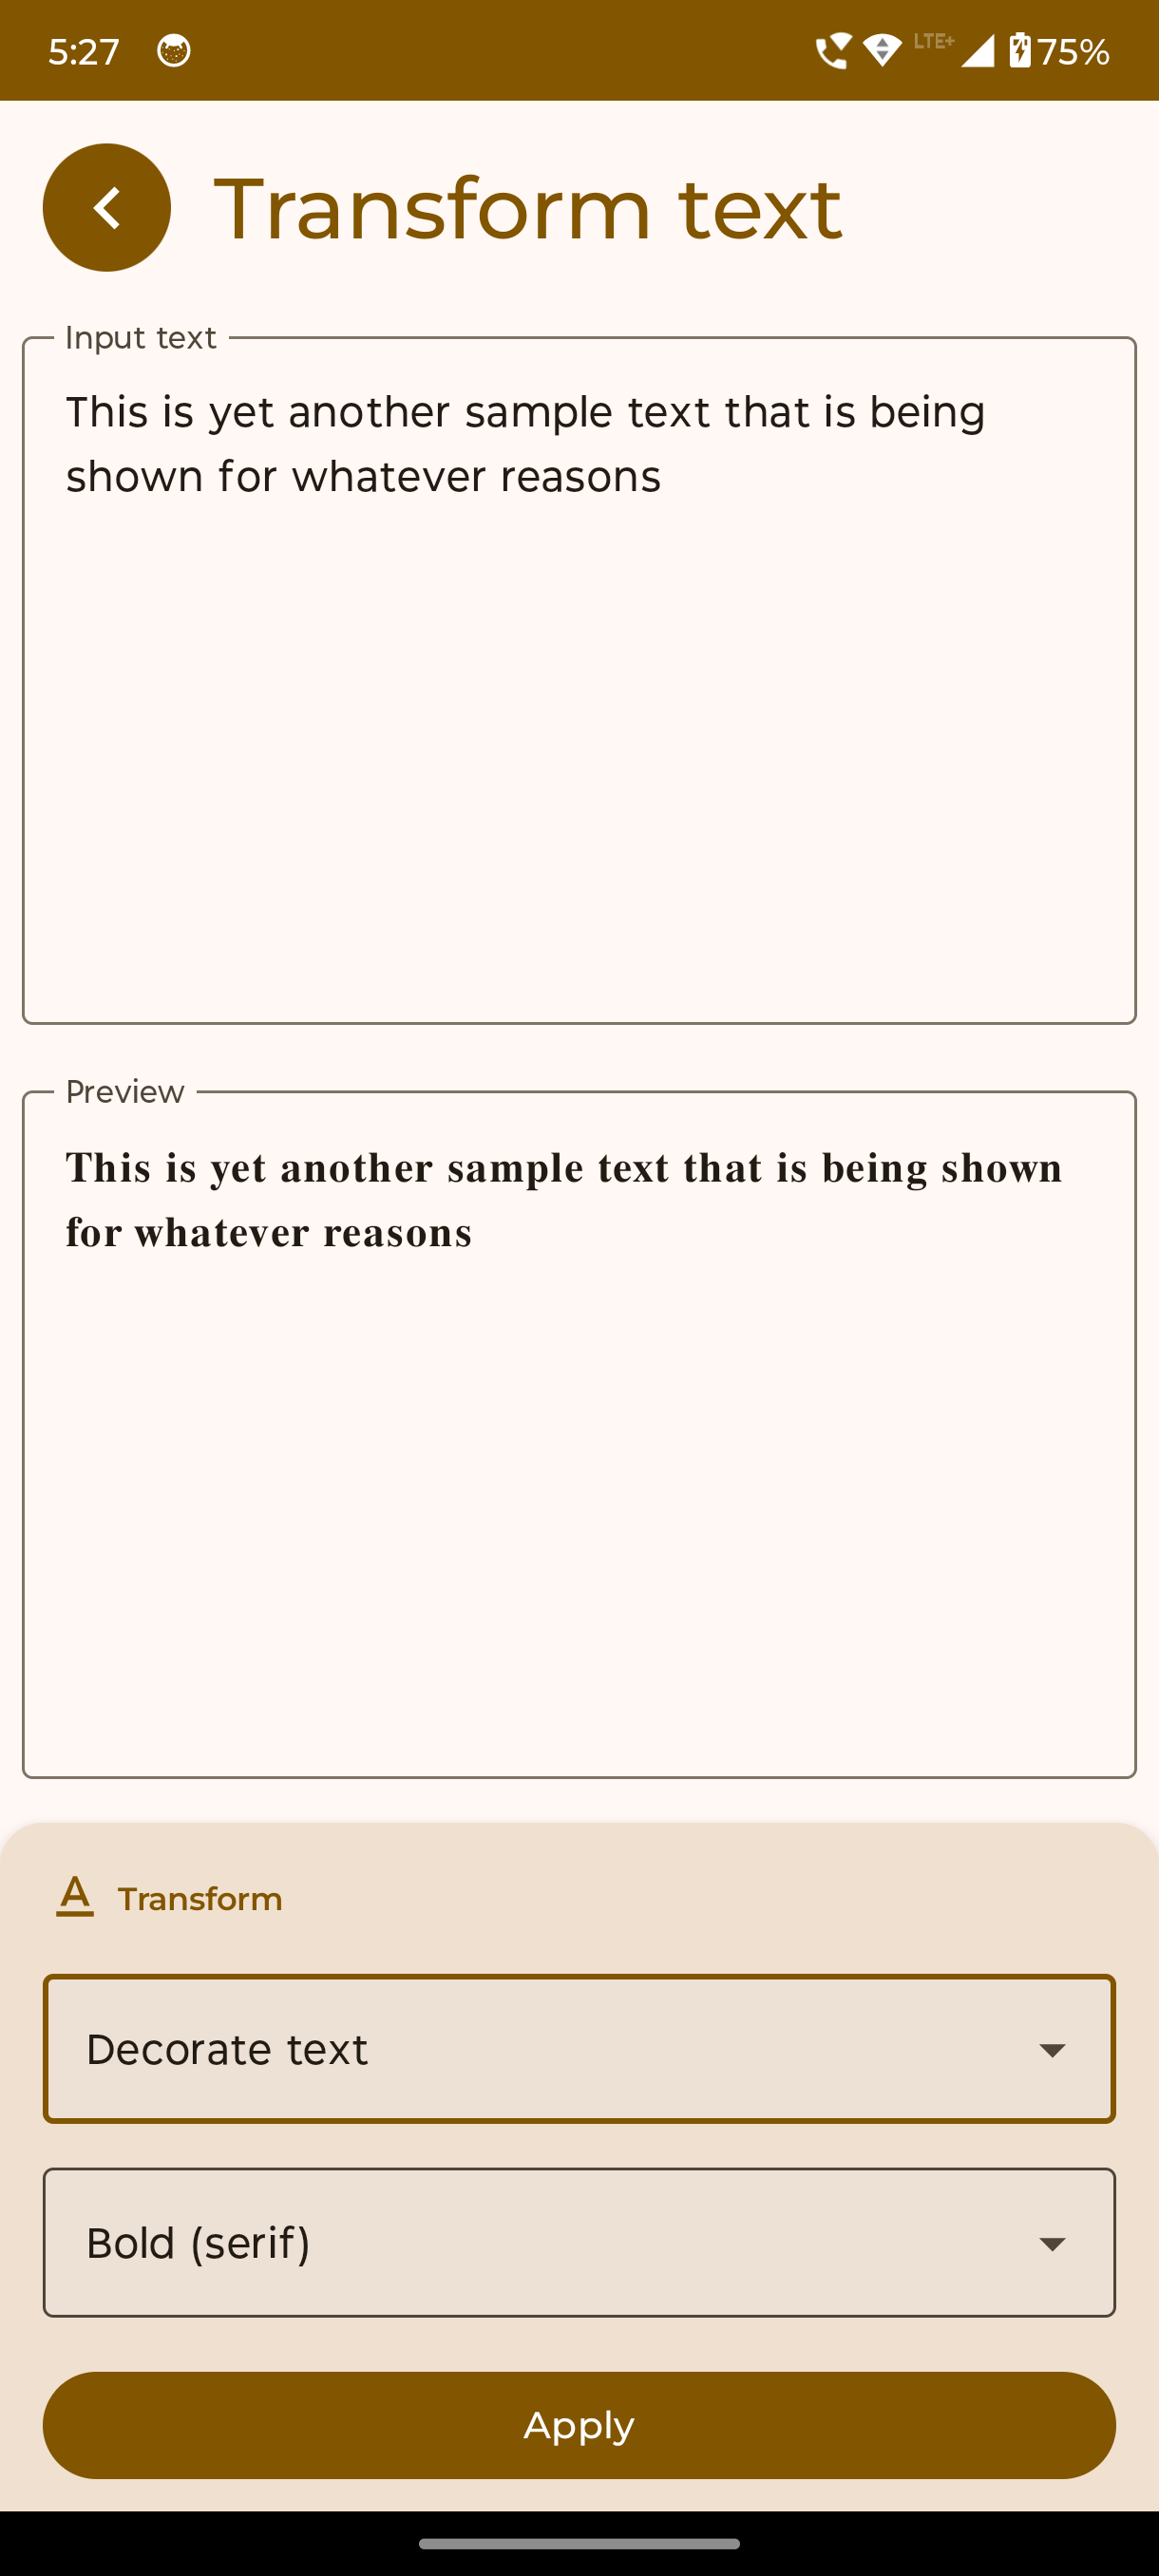 5:27
LTE+
75%
Transform text
Input text
This is yet another sample text that is being
shown for whatever reasons
Preview
This is yet another sample text that is being shown
for whatever reasons
A Transform
Decorate text
Bold (serif)
Apply